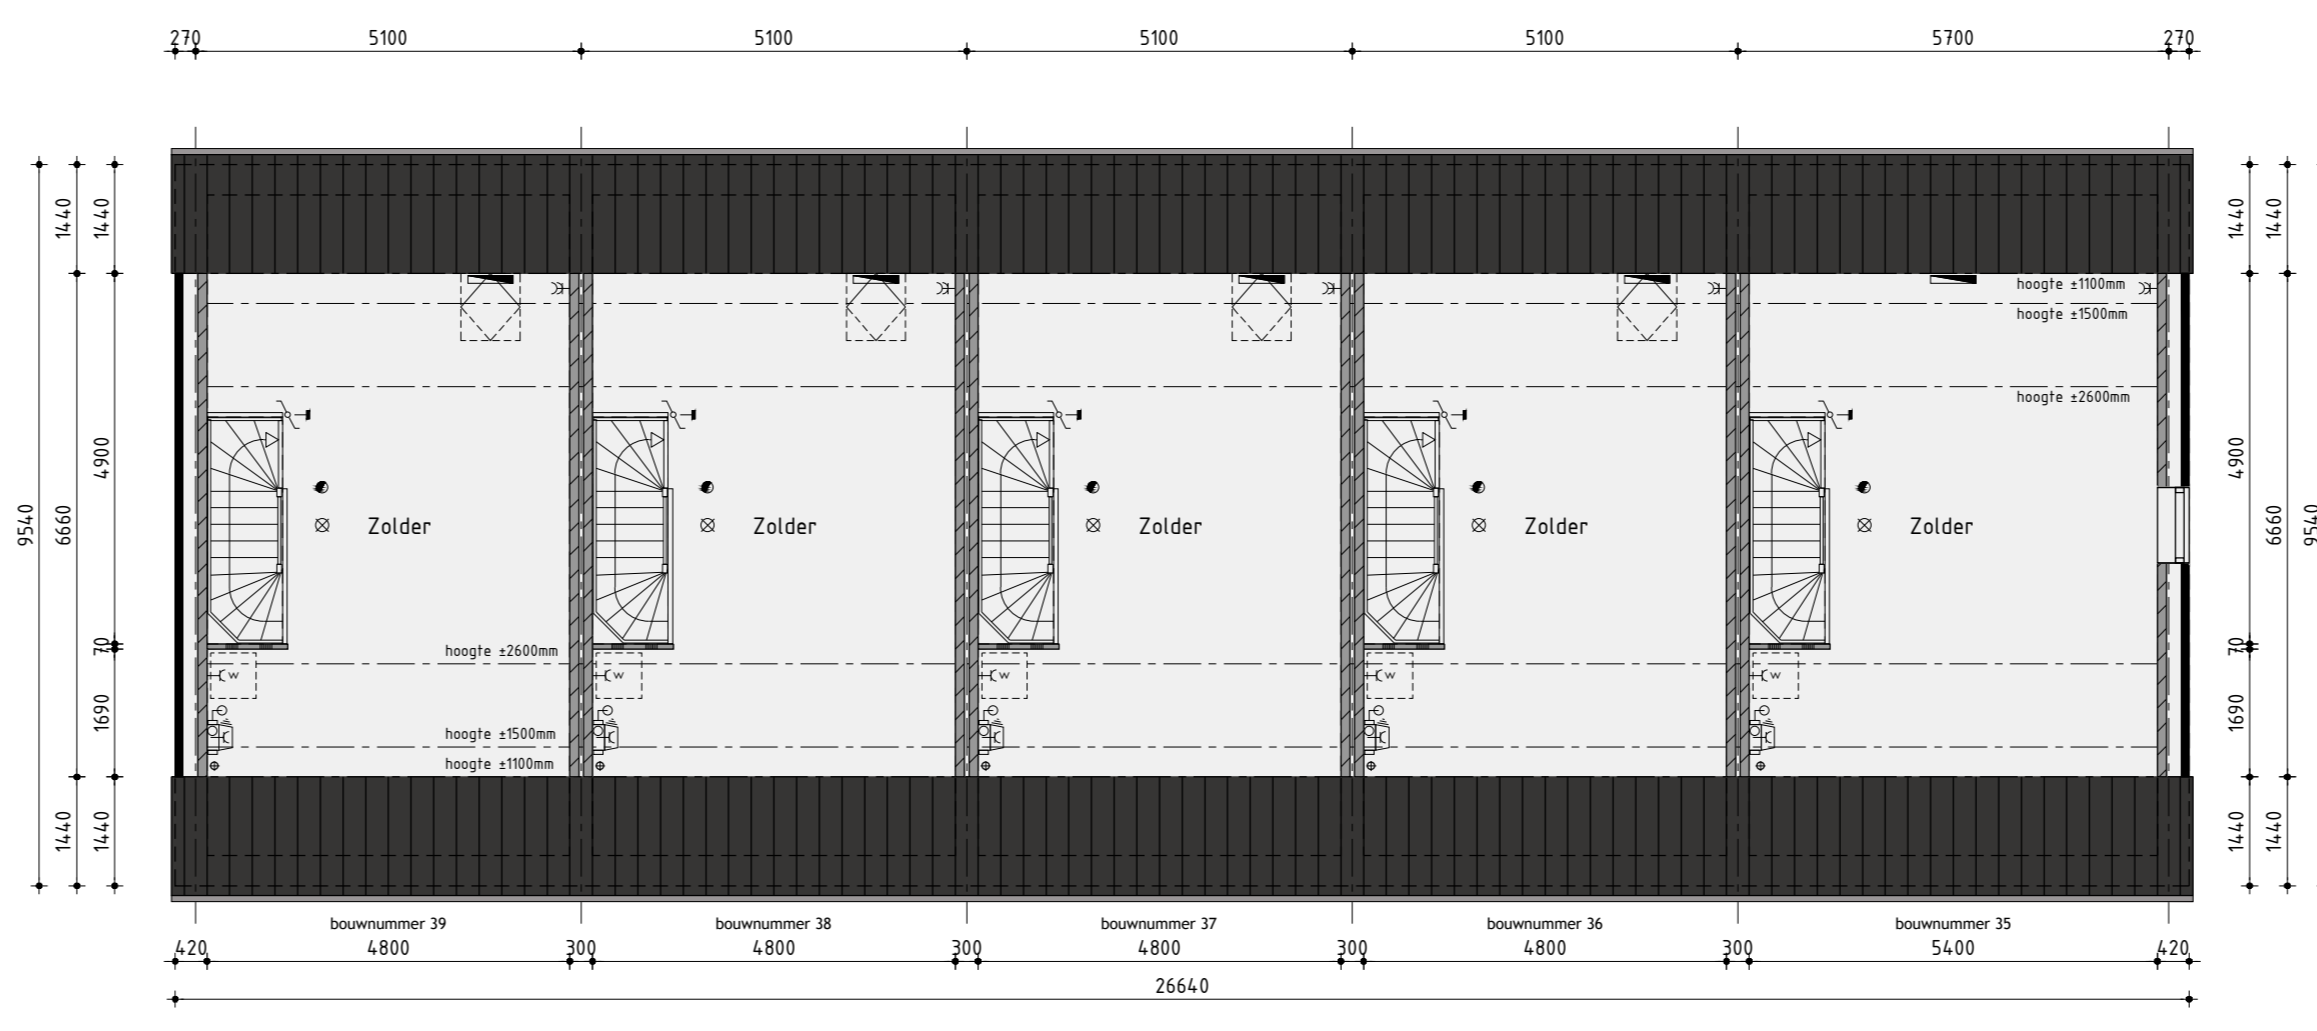 270 5100 5100 5100 5100 5700 270
1440 1440
1440 1440
hoogte ±1100mm
hoogte ±1500mm
hoogte ±2600mm
9540 6660 4900
4900 6660 9540
Zolder Zolder Zolder Zolder Zolder
70
70
hoogte ±2600mm
W W W W W
1690
1690
hoogte ±1500mm
hoogte ±1100mm
1440 1440
1440 1440
bouwnummer 39 bouwnummer 38 bouwnummer 37 bouwnummer 36 bouwnummer 35
420 4800 300 4800 300 4800 300 4800 300 5400 420
26640